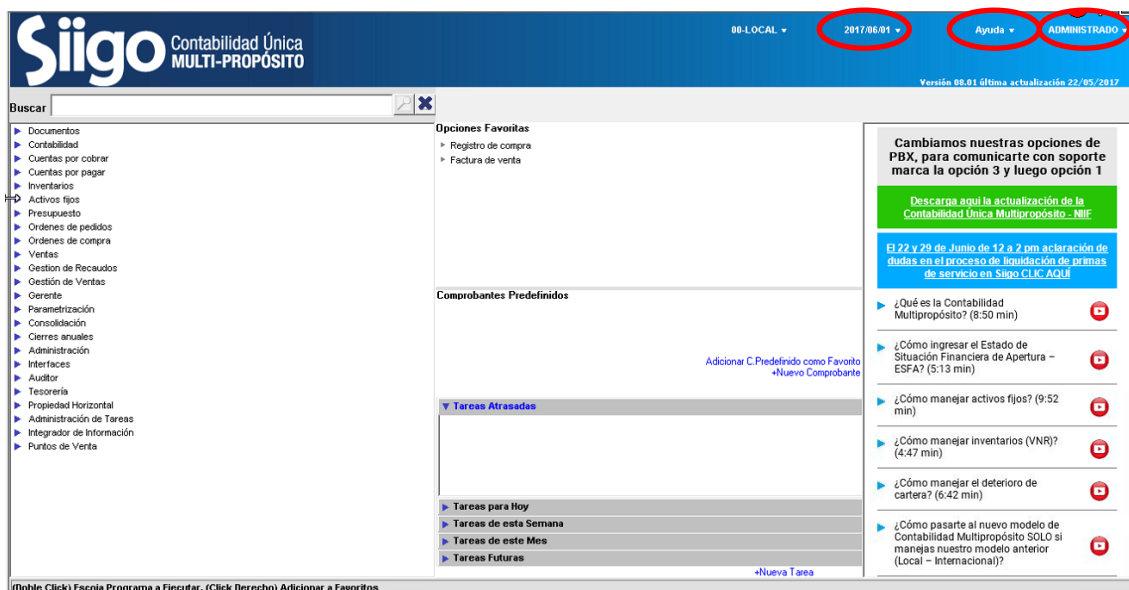 Siigo Contabilidad Única
MULTI-PROPÓSITO
00-LOCAL
2017/06/01
Ayuda
ADMINISTRADO
Versión 08.01 última actualización 22/05/2017
Buscar
Documentos
Contabilidad
Cuentas por cobrar
Cuentas por pagar
Inventarios
Activos fijos
Presupuesto
Ordenes de pedidos
Ordenes de compra
Ventas
Gestion de Recaudos
Gestión de Ventas
Gerente
Parametrización
Consolidación
Cierres anuales
Administración
Interfaces
Auditor
Tesorería
Propiedad Horizontal
Administración de Tareas
Integrador de Información
Puntos de Venta
Opciones Favoritas
Registro de compra
Factura de venta
Comprobantes Predefinidos
Adicionar C.Predefinido como Favorito
+Nuevo Comprobante
Tareas Atrasadas
Tareas para Hoy
Tareas de esta Semana
Tareas de este Mes
Tareas Futuras
+Nueva Tarea
Cambiamos nuestras opciones de
PBX, para comunicarte con soporte
marca la opción 3 y luego opción 1
Descarga aquí la actualización de la
Contabilidad Única Multipropósito - NIIF
El 22 y 29 de Junio de 12 a 2 pm aclaración de
dudas en el proceso de liquidación de primas
de servicio en Siigo CLIC AQUÍ
¿Qué es la Contabilidad
Multipropósito? (8:50 min)
¿Cómo ingresar el Estado de
Situación Financiera de Apertura –
ESFA? (5:13 min)
¿Cómo manejar activos fijos? (9:52
min)
¿Cómo manejar inventarios (VNR)?
(4:47 min)
¿Cómo manejar el deterioro de
cartera? (6:42 min)
¿Cómo pasarte al nuevo modelo de
Contabilidad Multipropósito SOLO si
manejas nuestro modelo anterior
(Local – Internacional)?
(Doble Click) Escoja Programa a Ejecutar, (Click Derecho) Adicionar a Favoritos